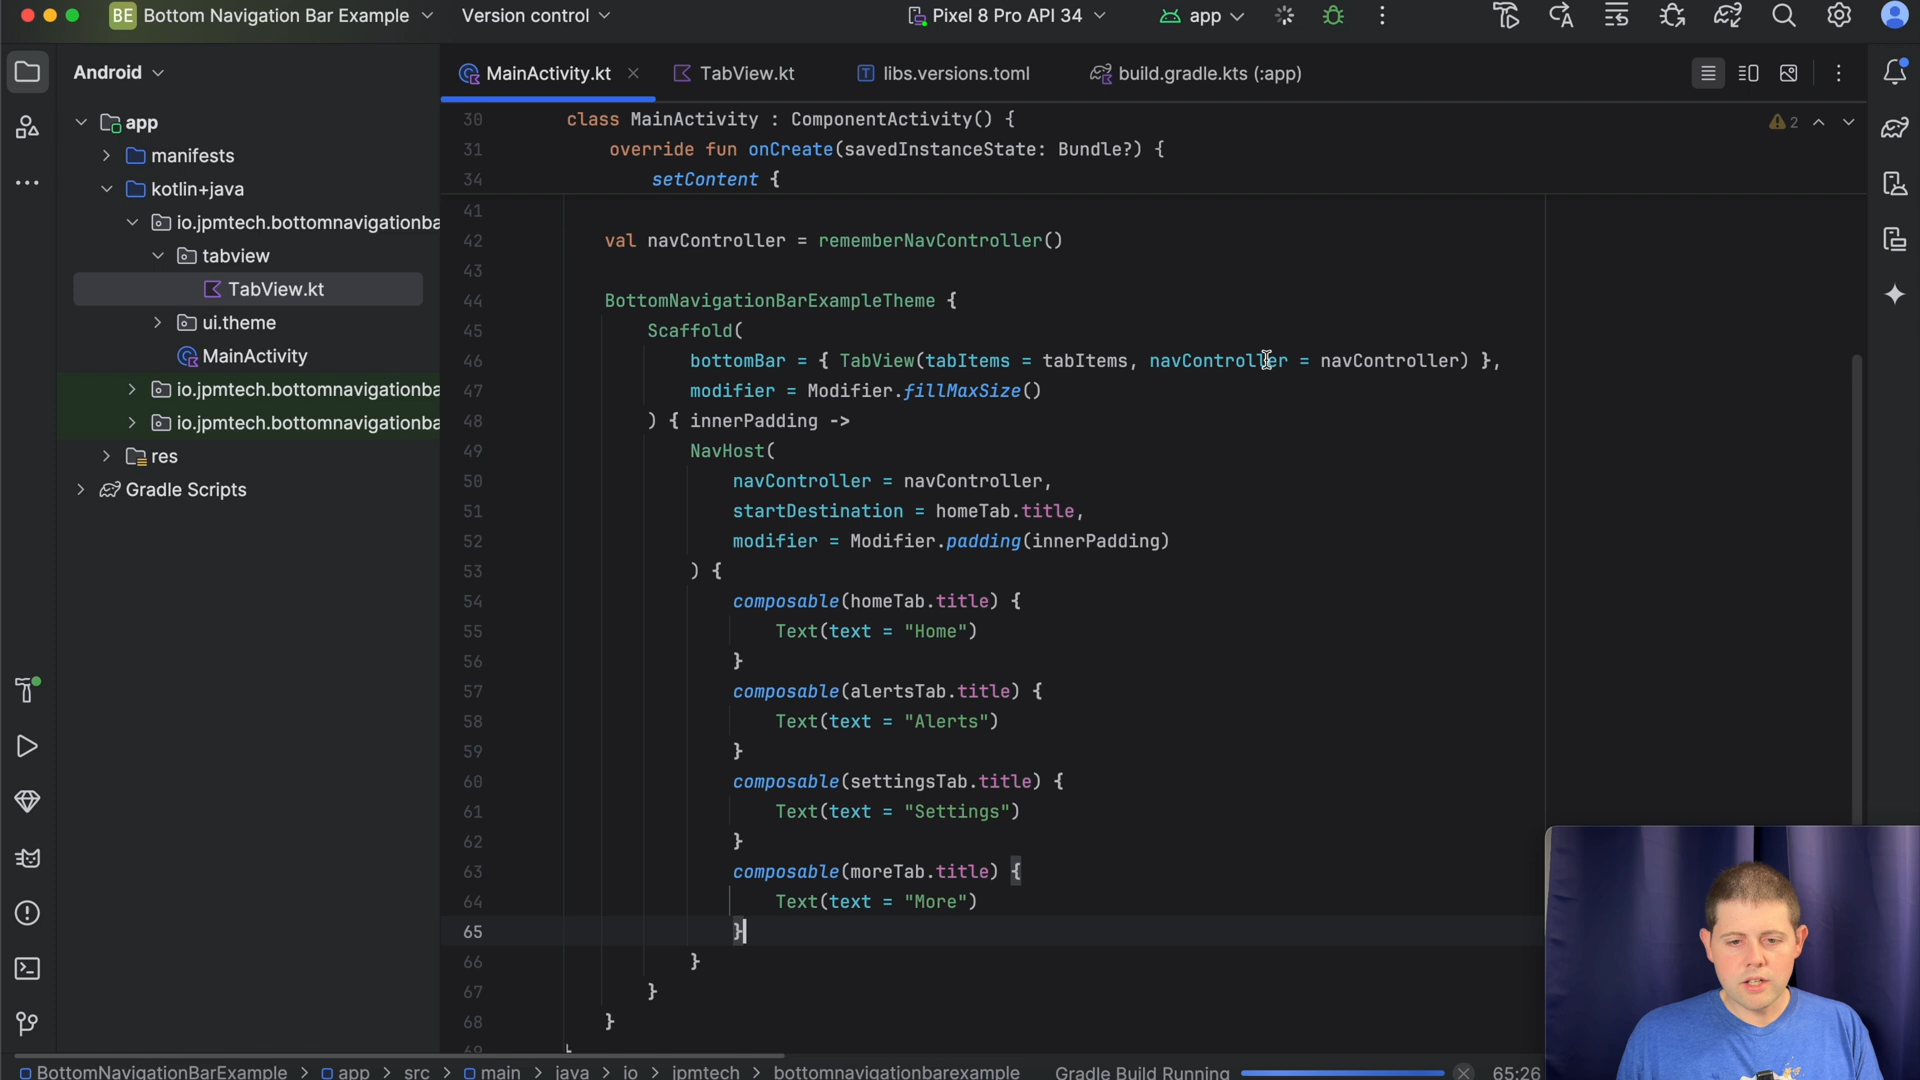 BE Bottom Navigation Bar Example Version control Pixel 8 Pro API 34 app
Android
MainActivity.kt TabView.kt libs.versions.toml build.gradle.kts (:app)
app
manifests
kotlin+java
io.jpmtech.bottomnavigationba
tabview
TabView.kt
ui.theme
MainActivity
io.jpmtech.bottomnavigationba
io.jpmtech.bottomnavigationba
res
Gradle Scripts
2
30 class MainActivity : ComponentActivity() {
31 override fun onCreate(savedInstanceState: Bundle?) {
34 setContent {
41
42 val navController = rememberNavController()
43
44 BottomNavigationBarExampleTheme {
45 Scaffold(
46 bottomBar = { TabView(tabItems = tabItems, navController = navController) },
47 modifier = Modifier.fillMaxSize()
48 ) { innerPadding ->
49 NavHost(
50 navController = navController,
51 startDestination = homeTab.title,
52 modifier = Modifier.padding(innerPadding)
53 ) {
54 composable(homeTab.title) {
55 Text(text = "Home")
56 }
57 composable(alertsTab.title) {
58 Text(text = "Alerts")
59 }
60 composable(settingsTab.title) {
61 Text(text = "Settings")
62 }
63 composable(moreTab.title) {
64 Text(text = "More")
65 }
66 }
67 }
68 }
BottomNavigationBarExample > app > src > main > java > io > jpmtech > bottomnavigationbarexample Gradle Build Running 65:26